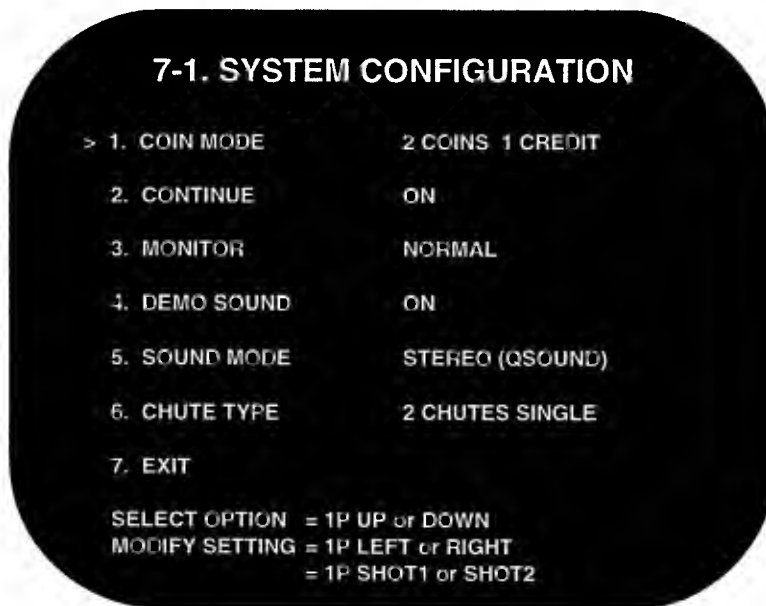 7-1. SYSTEM CONFIGURATION
> 1. COIN MODE 2 COINS 1 CREDIT
2. CONTINUE ON
3. MONITOR NORMAL
4. DEMO SOUND ON
5. SOUND MODE STEREO (QSOUND)
6. CHUTE TYPE 2 CHUTES SINGLE
7. EXIT
SELECT OPTION = 1P UP or DOWN
MODIFY SETTING = 1P LEFT or RIGHT
= 1P SHOT1 or SHOT2